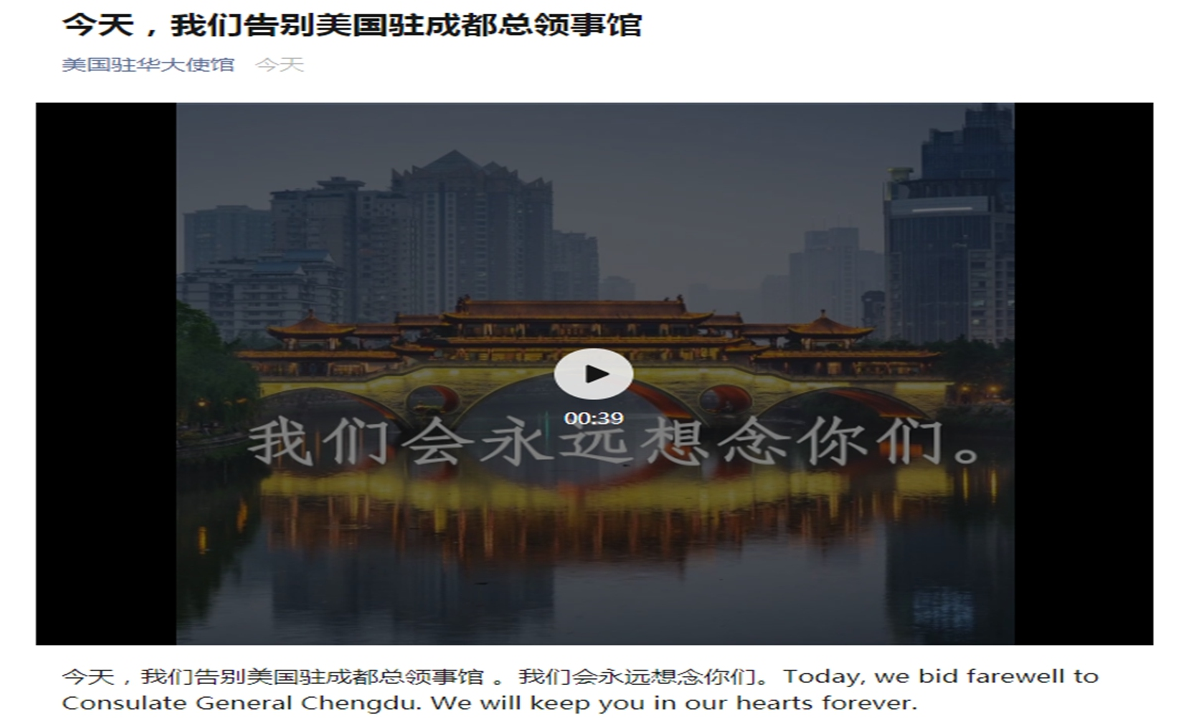 今天，我们告别美国驻成都总领事馆
美国驻华大使馆 今天
00:39
我们会永远想念你们。
今天，我们告别美国驻成都总领事馆 。我们会永远想念你们。Today, we bid farewell to
Consulate General Chengdu. We will keep you in our hearts forever.